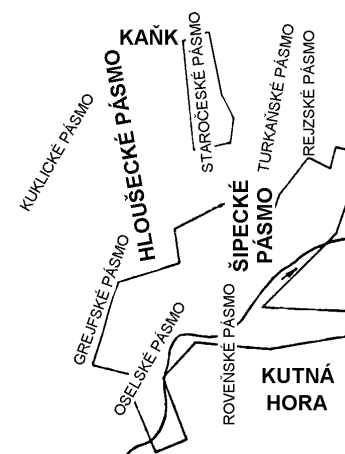 KAŇK
STAROČESKÉ PÁSMO
TURKAŇSKÉ PÁSMO
REJZSKÉ PÁSMO
KUKLICKÉ PÁSMO
HLOUŠECKÉ PÁSMO
ŠIPECKÉ
PÁSMO
GREJFSKÉ PÁSMO
OSELSKÉ PÁSMO
ROVEŇSKÉ PÁSMO
KUTNÁ
HORA